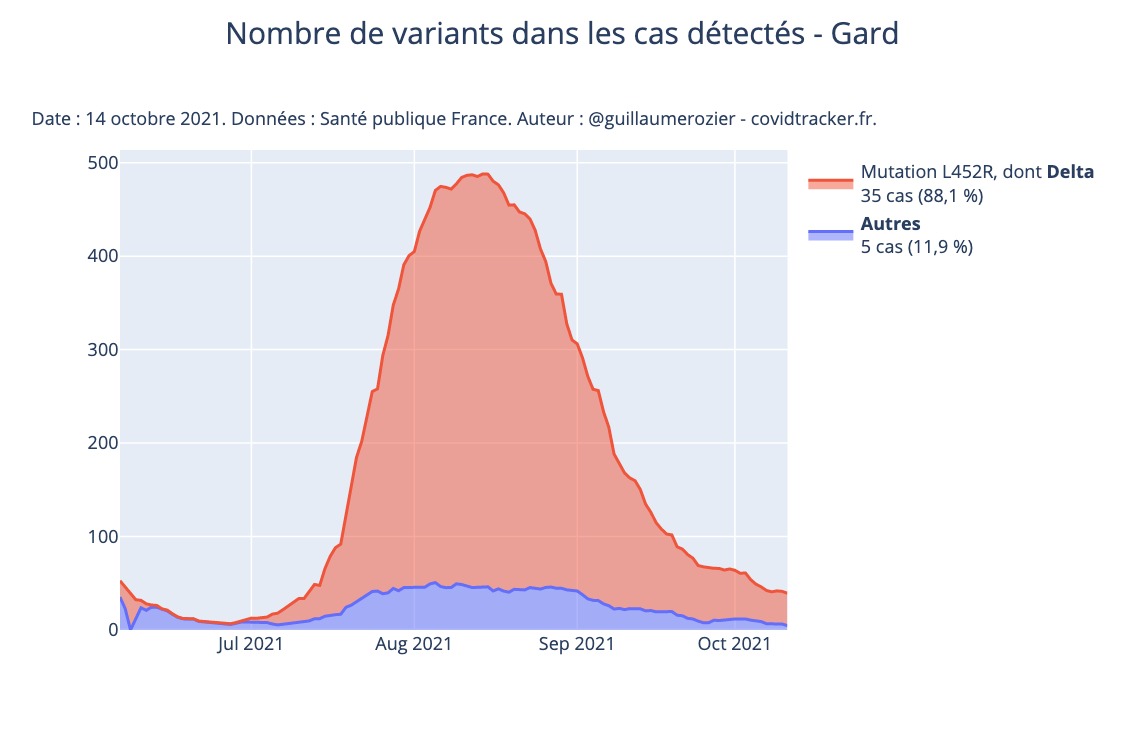 Nombre de variants dans les cas détectés - Gard
Date : 14 octobre 2021. Données : Santé publique France. Auteur : @guillaumerozier - covidtracker.fr.
500
400
300
200
100
0
Jul 2021
Aug 2021
Sep 2021
Oct 2021
Mutation L452R, dont Delta
35 cas (88,1 %)
Autres
5 cas (11,9 %)